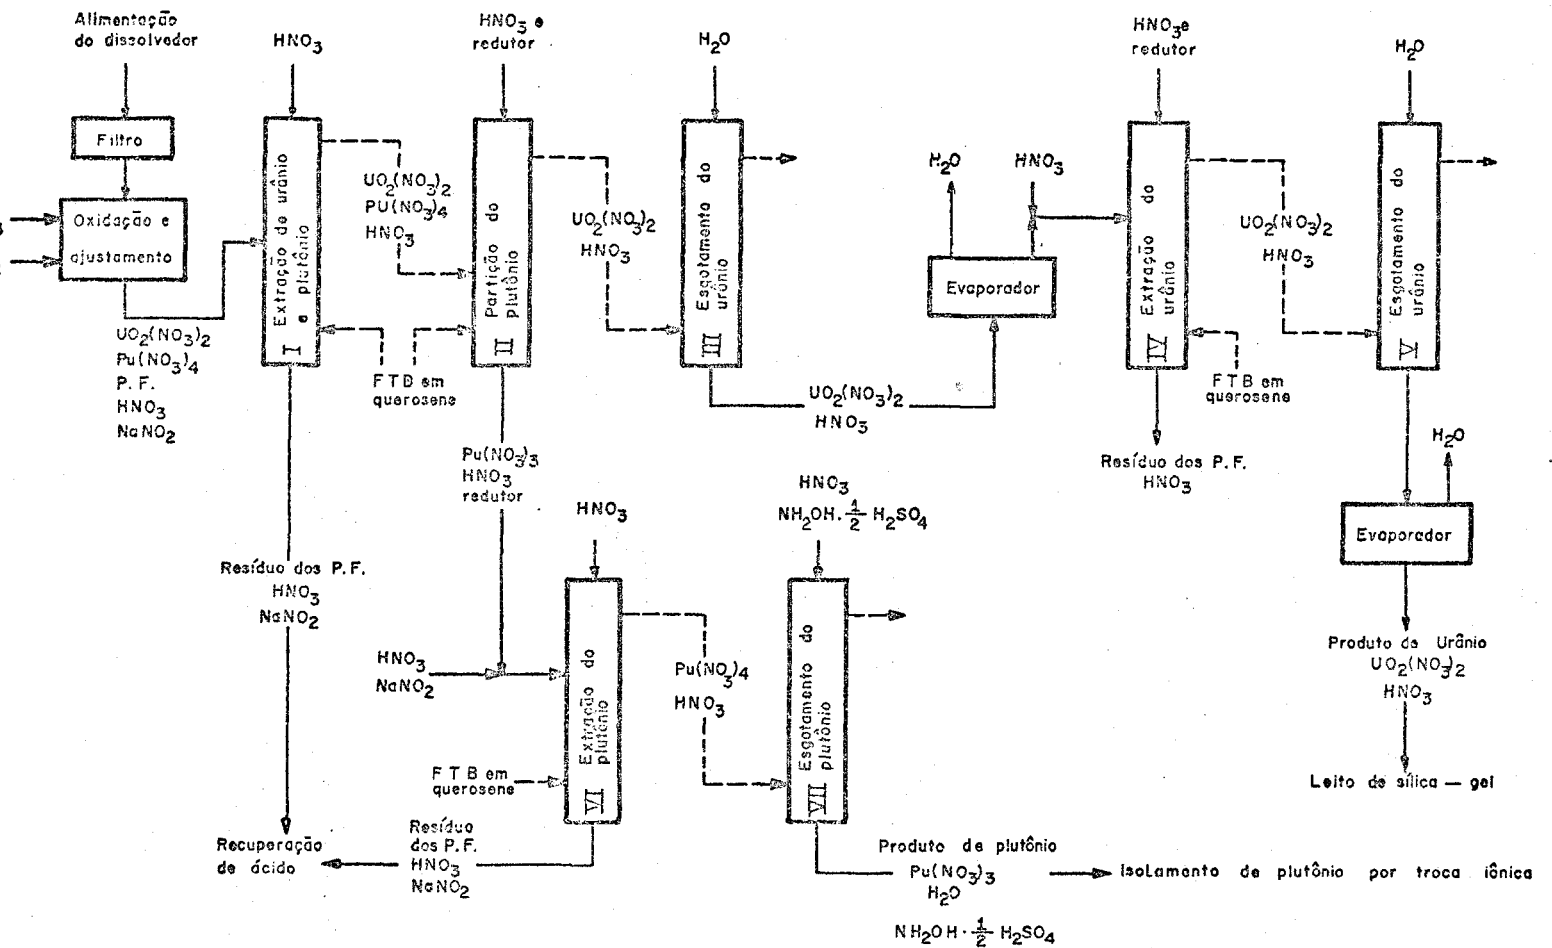 Alimentação
do dissolvedor
Filtro
Oxidação e
ajustamento
UO2(NO3)2
Pu(NO3)4
P. F.
HNO3
NaNO2
HNO3
Extração de urânio
e plutônio
I
UO2(NO3)2
PU(NO3)4
HNO3
FTB em
querosene
Resíduo dos P.F.
HNO3
NaNO2
Recuperação
de ácido
HNO3 e
redutor
Partição do
plutônio
II
UO2(NO3)2
HNO3
Pu(NO3)3
HNO3
redutor
H2O
Esgotamento do
urânio
III
UO2(NO3)2
HNO3
H2O
HNO3
Evaporador
HNO3 e
redutor
Extração do
urânio
IV
UO2(NO3)2
HNO3
FTB em
querosene
Resíduo dos P.F.
HNO3
H2O
Esgotamento do
urânio
V
H2O
Evaporador
Produto de Urânio
UO2(NO3)2
HNO3
Leito de sílica — gel
HNO3
NaNO2
HNO3
Extração do
plutônio
VI
FTB em
querosene
Resíduo
dos P.F.
HNO3
NaNO2
Pu(NO3)4
HNO3
HNO3
NH2OH.1/2 H2SO4
Esgotamento do
plutônio
VII
Produto de plutônio
Pu(NO3)3
H2O
NH2OH·1/2 H2SO4
Isolamento de plutônio por troca iônica